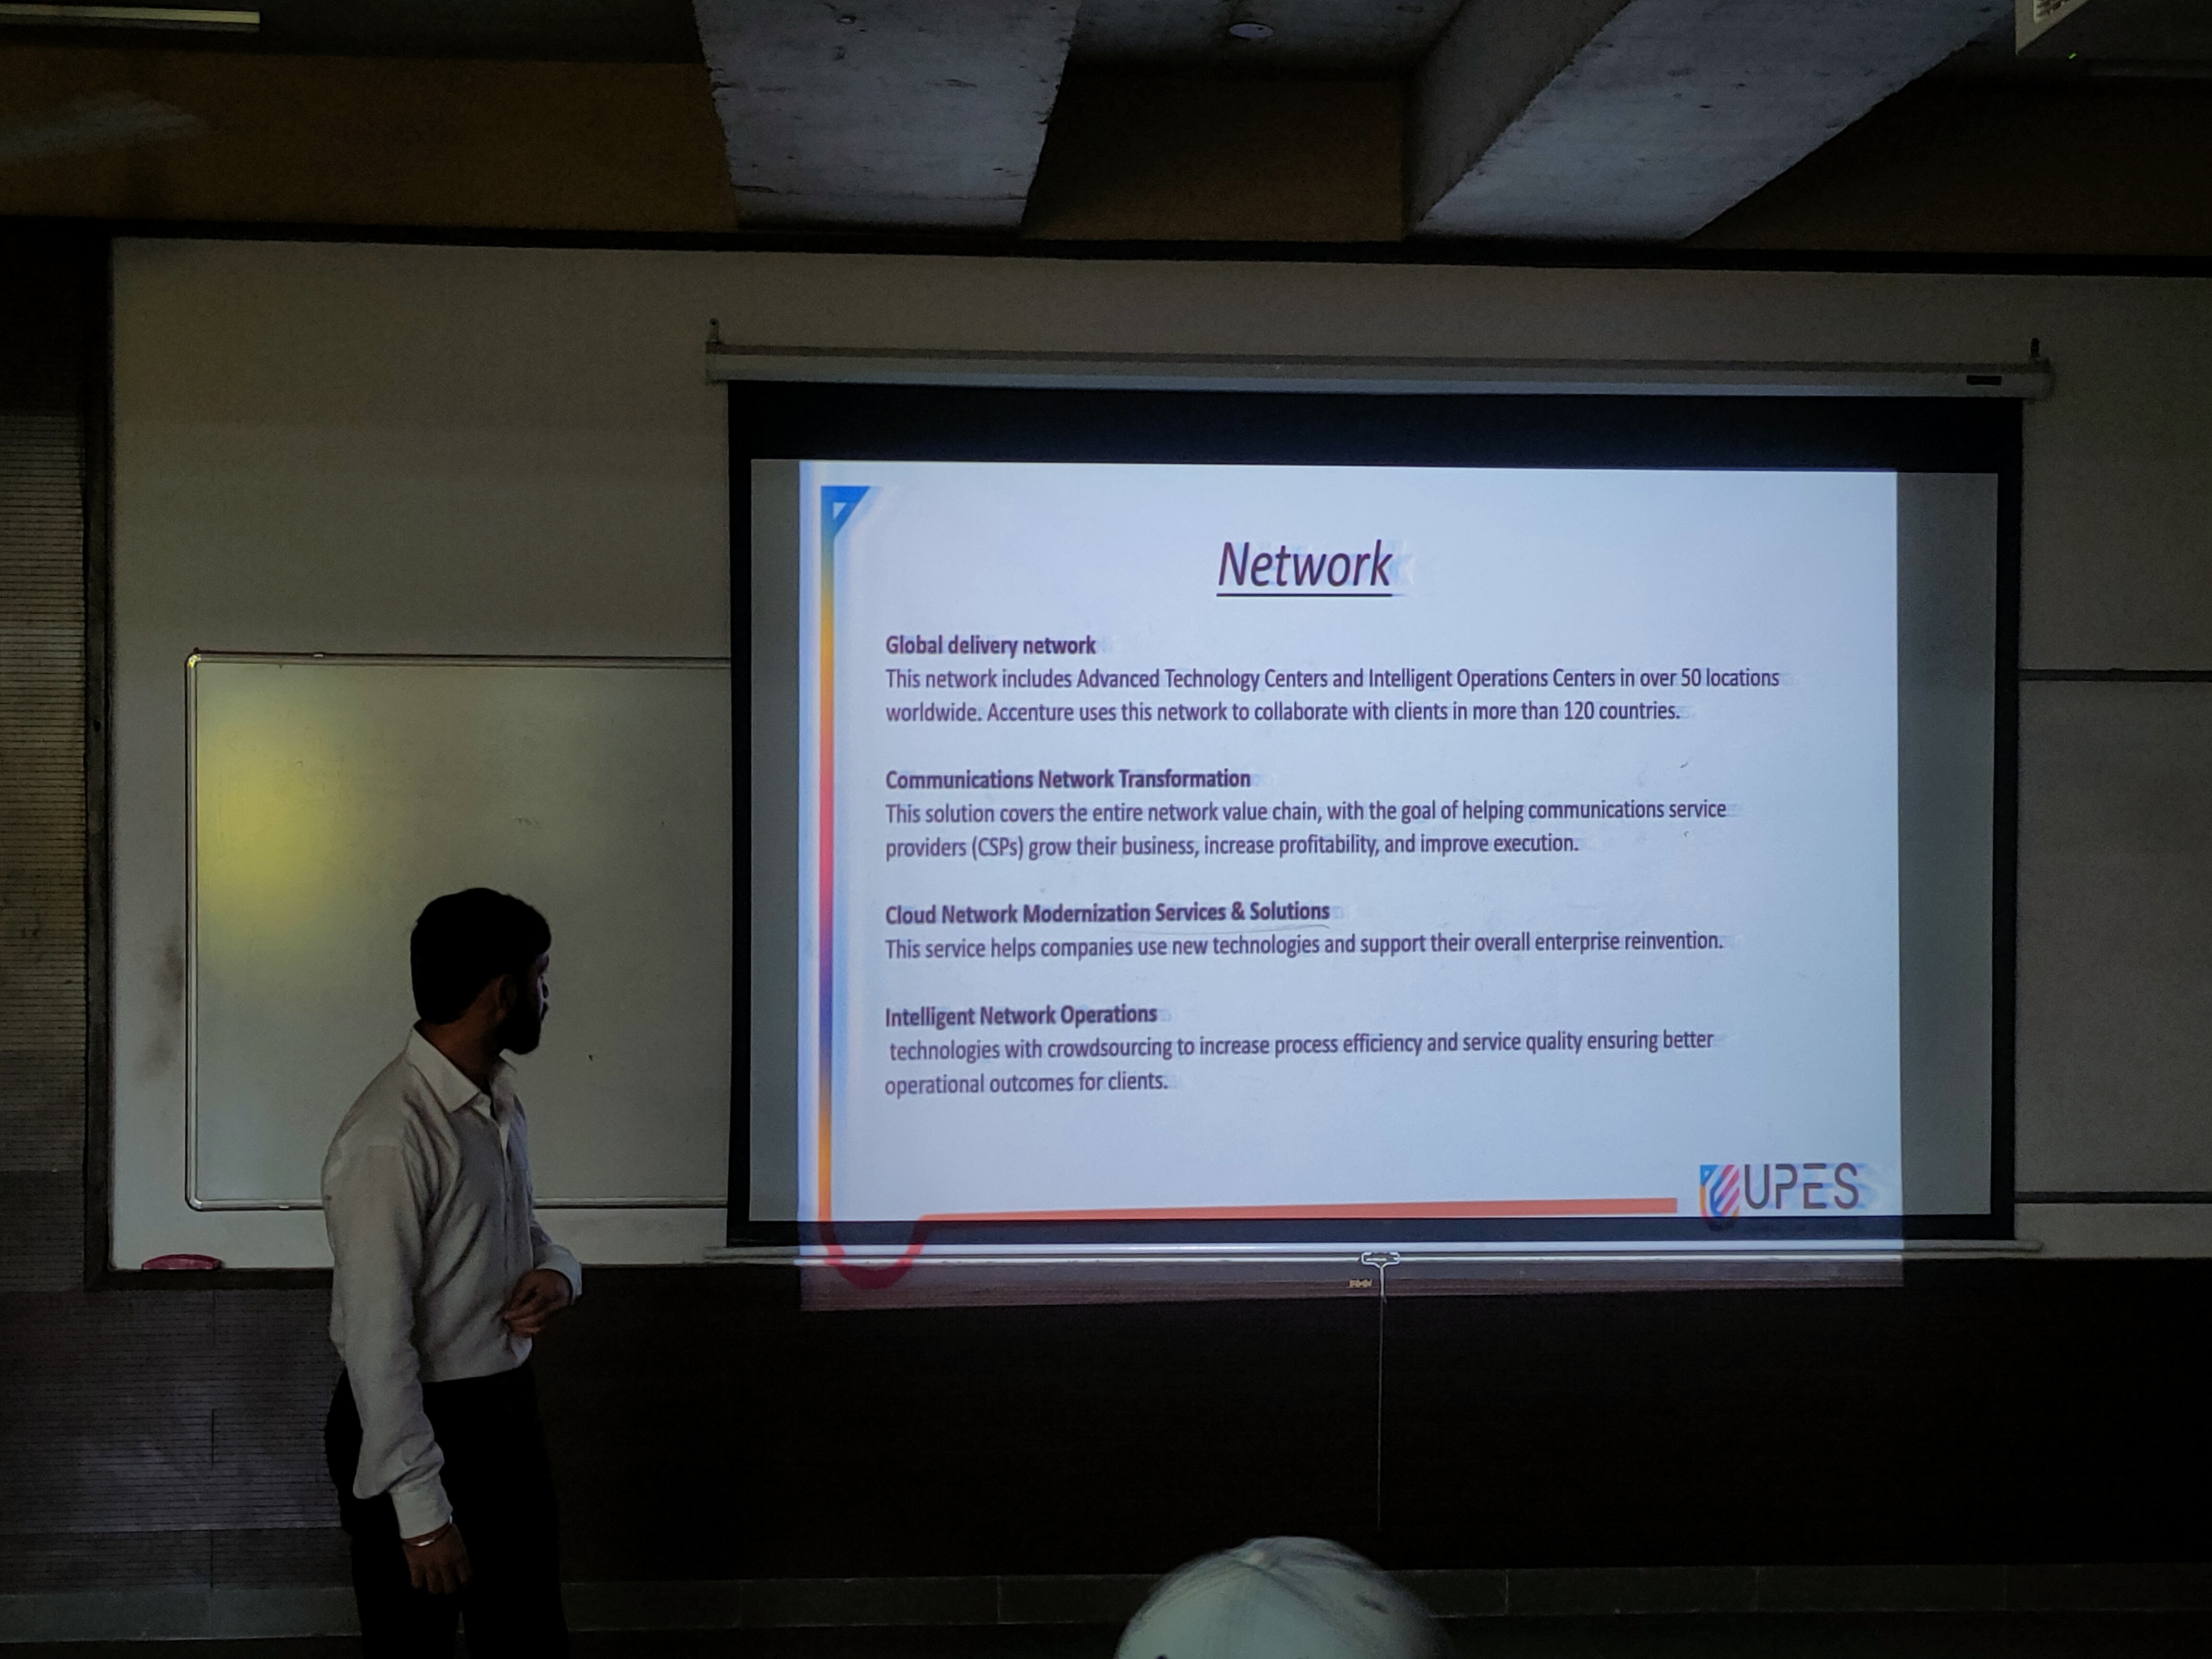 Network
Global delivery network
This network includes Advanced Technology Centers and Intelligent Operations Centers in over 50 locations
worldwide. Accenture uses this network to collaborate with clients in more than 120 countries.
Communications Network Transformation
This solution covers the entire network value chain, with the goal of helping communications service
providers (CSPs) grow their business, increase profitability, and improve execution.
Cloud Network Modernization Services & Solutions
This service helps companies use new technologies and support their overall enterprise reinvention.
Intelligent Network Operations
technologies with crowdsourcing to increase process efficiency and service quality ensuring better
operational outcomes for clients.
UPES